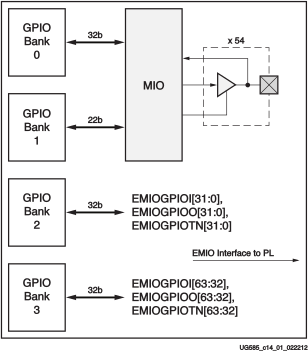 GPIO
Bank
0
32b
MIO
x 54
GPIO
Bank
1
22b
GPIO
Bank
2
32b
EMIOGPIOI[31:0],
EMIOGPIOO[31:0],
EMIOGPIOTN[31:0]
EMIO Interface to PL
GPIO
Bank
3
32b
EMIOGPIOI[63:32],
EMIOGPIOO[63:32],
EMIOGPIOTN[63:32]
UG585_c14_01_022212